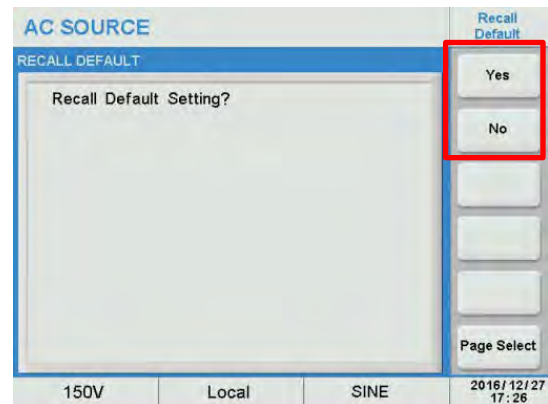 AC SOURCE
Recall
Default
RECALL DEFAULT
Recall Default Setting?
Yes
No
Page Select
150V
Local
SINE
2016/12/27
17:26